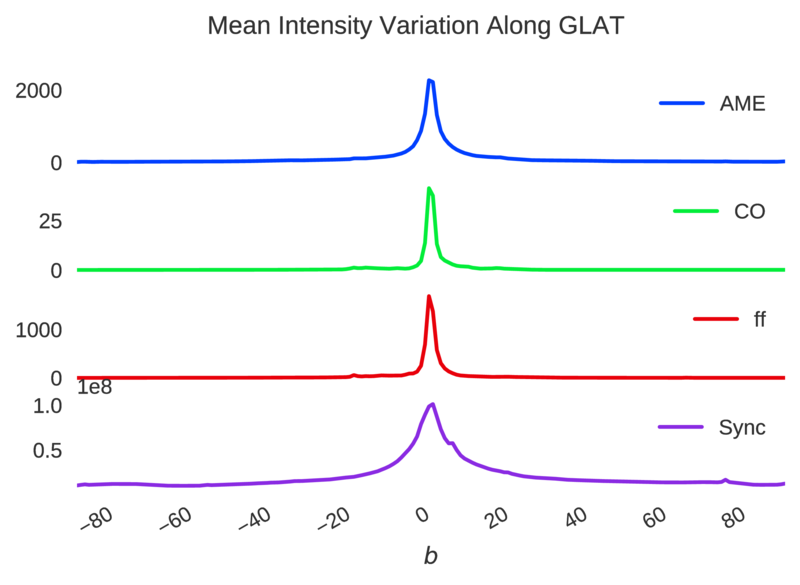 Mean Intensity Variation Along GLAT
2000
AME
0
CO
25
0
ff
1000
0
1e8
1.0
Sync
0.5
−80 −60 −40 −20 0 20 40 60 80
b